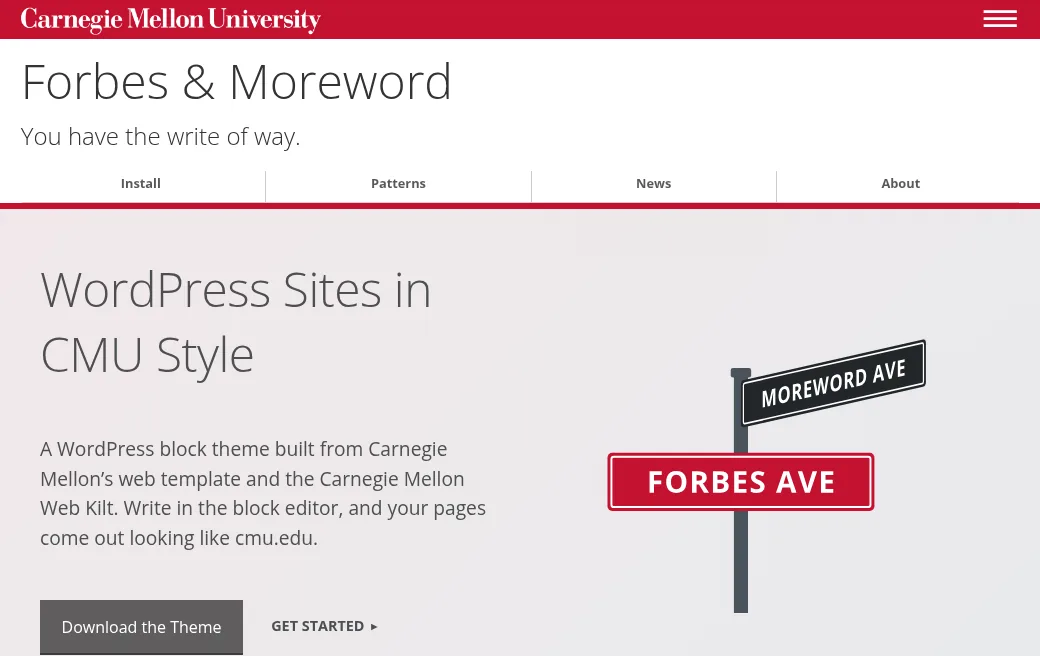 Carnegie Mellon University
Forbes & Moreword
You have the write of way.
Install
Patterns
News
About
WordPress Sites in
CMU Style
A WordPress block theme built from Carnegie
Mellon’s web template and the Carnegie Mellon
Web Kilt. Write in the block editor, and your pages
come out looking like cmu.edu.
Download the Theme
GET STARTED ▸
MOREWORD AVE
FORBES AVE